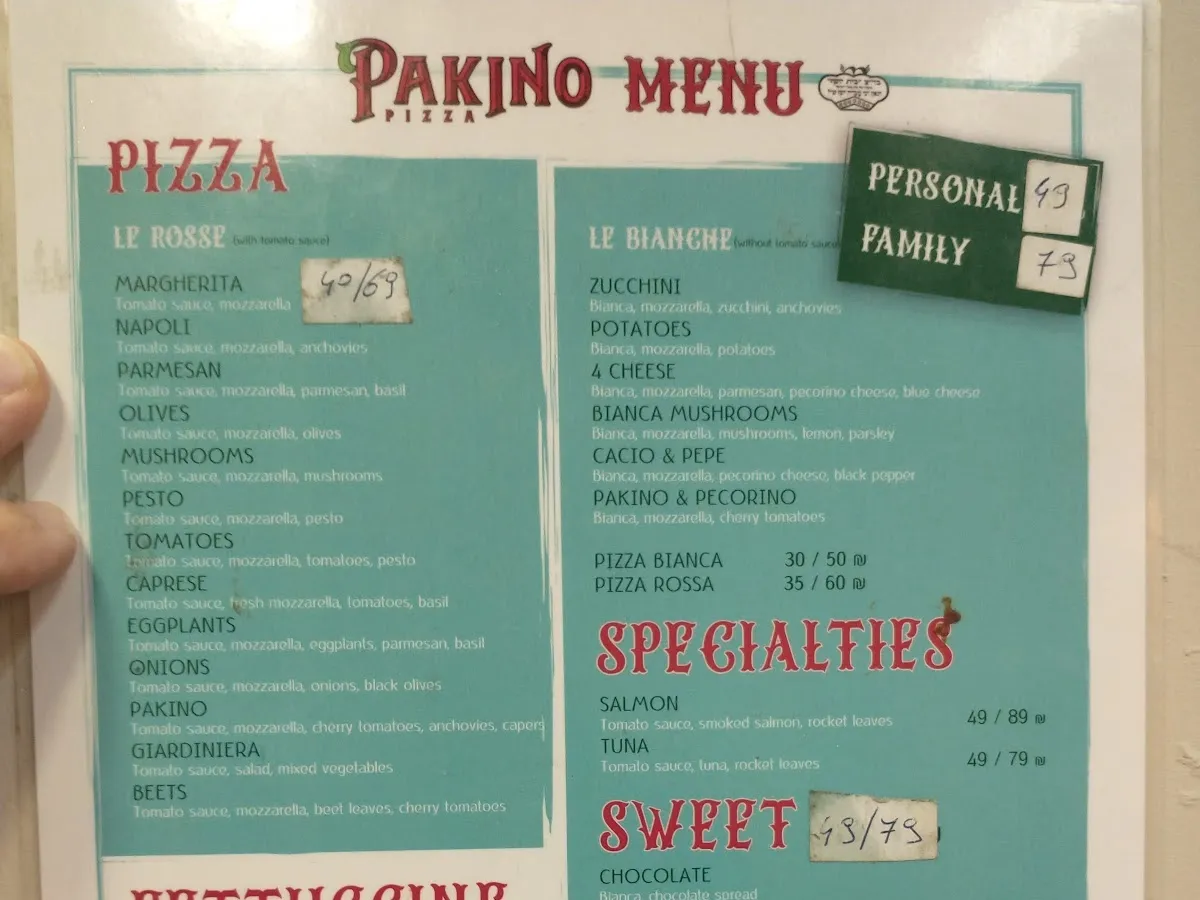 PAKINO MENU
PIZZA
PIZZA
LE ROSSE (with tomato sauce)
MARGHERITA 40/69
Tomato sauce, mozzarella
NAPOLI
Tomato sauce, mozzarella, anchovies
PARMESAN
Tomato sauce, mozzarella, parmesan, basil
OLIVES
Tomato sauce, mozzarella, olives
MUSHROOMS
Tomato sauce, mozzarella, mushrooms
PESTO
Tomato sauce, mozzarella, pesto
TOMATOES
Tomato sauce, mozzarella, tomatoes, pesto
CAPRESE
Tomato sauce, fresh mozzarella, tomatoes, basil
EGGPLANTS
Tomato sauce, mozzarella, eggplants, parmesan, basil
ONIONS
Tomato sauce, mozzarella, onions, black olives
PAKINO
Tomato sauce, mozzarella, cherry tomatoes, anchovies, capers
GIARDINIERA
Tomato sauce, salad, mixed vegetables
BEETS
Tomato sauce, mozzarella, beet leaves, cherry tomatoes
FETTUCCINE
PERSONAL 49
FAMILY 79
LE BIANCHE (without tomato sauce
ZUCCHINI
Bianca, mozzarella, zucchini, anchovies
POTATOES
Bianca, mozzarella, potatoes
4 CHEESE
Bianca, mozzarella, parmesan, pecorino cheese, blue cheese
BIANCA MUSHROOMS
Bianca, mozzarella, mushrooms, lemon, parsley
CACIO & PEPE
Bianca, mozzarella, pecorino cheese, black pepper
PAKINO & PECORINO
Bianca, mozzarella, cherry tomatoes
PIZZA BIANCA 30 / 50 ₪
PIZZA ROSSA 35 / 60 ₪
SPECIALTIES
SALMON
Tomato sauce, smoked salmon, rocket leaves 49 / 89 ₪
TUNA
Tomato sauce, tuna, rocket leaves 49 / 79 ₪
SWEET 49/79
CHOCOLATE
Bianca, chocolate spread